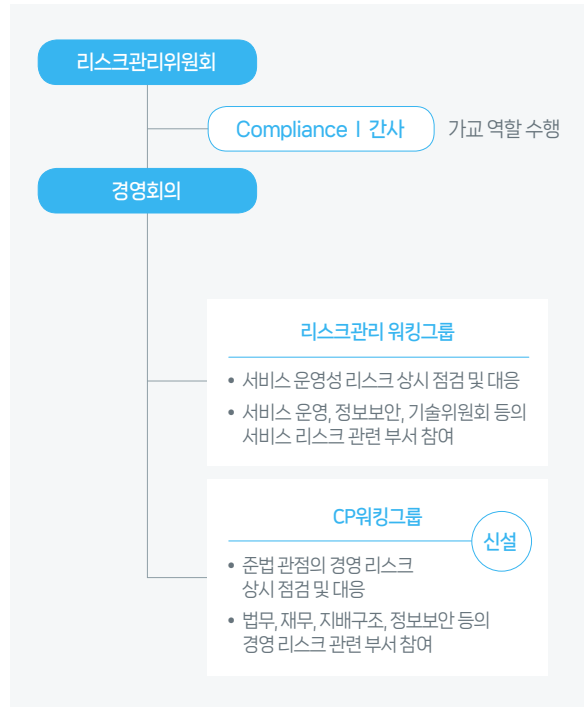 리스크관리위원회
Compliance | 간사
가교 역할 수행
경영회의
리스크관리 워킹그룹
• 서비스 운영성 리스크 상시 점검 및 대응
• 서비스 운영, 정보보안, 기술위원회 등의
서비스 리스크 관련 부서 참여
CP워킹그룹
신설
• 준법 관점의 경영 리스크
상시 점검 및 대응
• 법무, 재무, 지배구조, 정보보안 등의
경영 리스크 관련 부서 참여